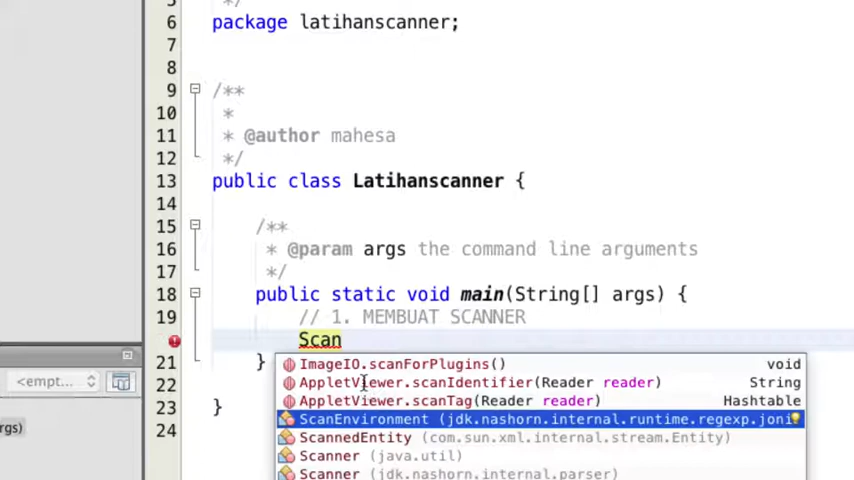 5
*/
6 package latihanscanner;
7
8
9 /**
10 *
11 * @author mahesa
12 */
13 public class Latihanscanner {
14
15 /**
16 * @param args the command line arguments
17 */
18 public static void main(String[] args) {
19 // 1. MEMBUAT SCANNER
Scan
21 }
22
23 }
24
ImageIO.scanForPlugins() void
AppletViewer.scanIdentifier(Reader reader) String
AppletViewer.scanTag(Reader reader) Hashtable
ScanEnvironment (jdk.nashorn.internal.runtime.regexp.joni
ScannedEntity (com.sun.xml.internal.stream.Entity)
Scanner (java.util)
Scanner (jdk.nashorn.internal.parser)
<empt...
rgs)